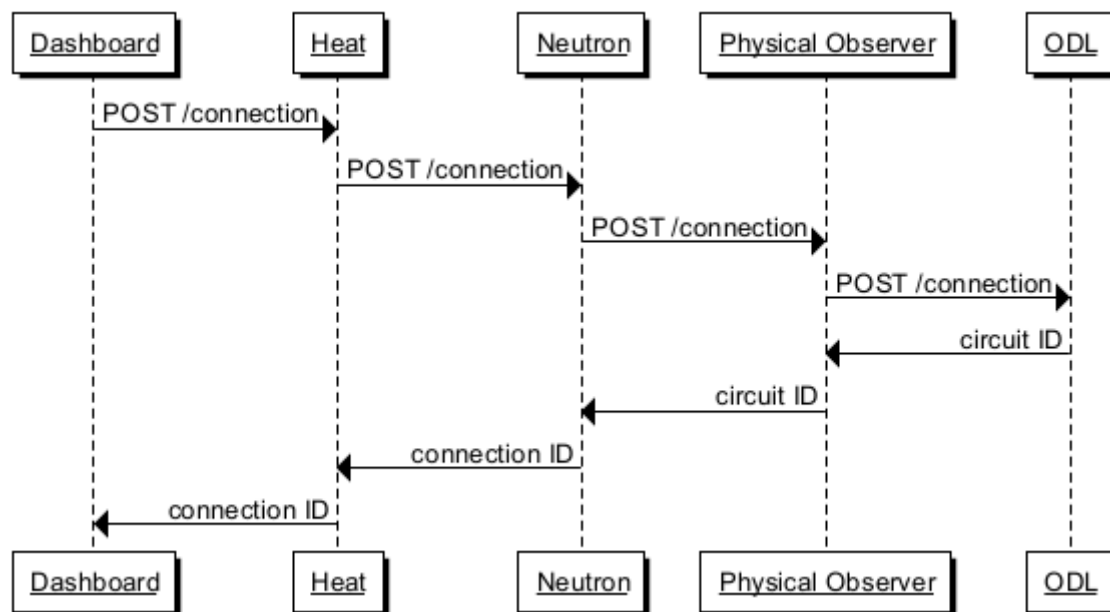 Dashboard Heat Neutron Physical Observer ODL
POST /connection
POST /connection
POST /connection
POST /connection
circuit ID
circuit ID
connection ID
connection ID
Dashboard Heat Neutron Physical Observer ODL